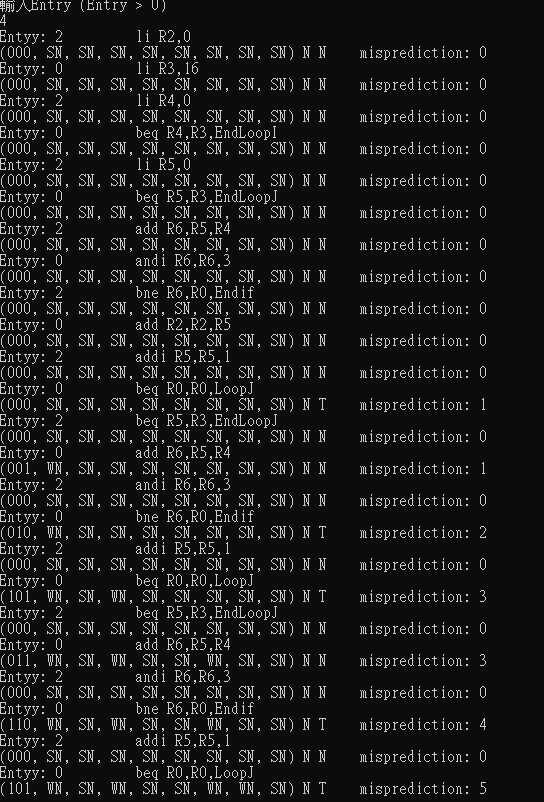 輸入Entry (Entry > 0)
4
Entyy: 2 li R2,0
(000, SN, SN, SN, SN, SN, SN, SN, SN) N N misprediction: 0
Entyy: 0 li R3,16
(000, SN, SN, SN, SN, SN, SN, SN, SN) N N misprediction: 0
Entyy: 2 li R4,0
(000, SN, SN, SN, SN, SN, SN, SN, SN) N N misprediction: 0
Entyy: 0 beq R4,R3,EndLoopI
(000, SN, SN, SN, SN, SN, SN, SN, SN) N N misprediction: 0
Entyy: 2 li R5,0
(000, SN, SN, SN, SN, SN, SN, SN, SN) N N misprediction: 0
Entyy: 0 beq R5,R3,EndLoopJ
(000, SN, SN, SN, SN, SN, SN, SN, SN) N N misprediction: 0
Entyy: 2 add R6,R5,R4
(000, SN, SN, SN, SN, SN, SN, SN, SN) N N misprediction: 0
Entyy: 0 andi R6,R6,3
(000, SN, SN, SN, SN, SN, SN, SN, SN) N N misprediction: 0
Entyy: 2 bne R6,R0,Endif
(000, SN, SN, SN, SN, SN, SN, SN, SN) N N misprediction: 0
Entyy: 0 add R2,R2,R5
(000, SN, SN, SN, SN, SN, SN, SN, SN) N N misprediction: 0
Entyy: 2 addi R5,R5,1
(000, SN, SN, SN, SN, SN, SN, SN, SN) N N misprediction: 0
Entyy: 0 beq R0,R0,LoopJ
(000, SN, SN, SN, SN, SN, SN, SN, SN) N T misprediction: 1
Entyy: 2 beq R5,R3,EndLoopJ
(000, SN, SN, SN, SN, SN, SN, SN, SN) N N misprediction: 0
Entyy: 0 add R6,R5,R4
(001, WN, SN, SN, SN, SN, SN, SN, SN) N N misprediction: 1
Entyy: 2 andi R6,R6,3
(000, SN, SN, SN, SN, SN, SN, SN, SN) N N misprediction: 0
Entyy: 0 bne R6,R0,Endif
(010, WN, SN, SN, SN, SN, SN, SN, SN) N T misprediction: 2
Entyy: 2 addi R5,R5,1
(000, SN, SN, SN, SN, SN, SN, SN, SN) N N misprediction: 0
Entyy: 0 beq R0,R0,LoopJ
(101, WN, SN, WN, SN, SN, SN, SN, SN) N T misprediction: 3
Entyy: 2 beq R5,R3,EndLoopJ
(000, SN, SN, SN, SN, SN, SN, SN, SN) N N misprediction: 0
Entyy: 0 add R6,R5,R4
(011, WN, SN, WN, SN, SN, WN, SN, SN) N N misprediction: 3
Entyy: 2 andi R6,R6,3
(000, SN, SN, SN, SN, SN, SN, SN, SN) N N misprediction: 0
Entyy: 0 bne R6,R0,Endif
(110, WN, SN, WN, SN, SN, WN, SN, SN) N T misprediction: 4
Entyy: 2 addi R5,R5,1
(000, SN, SN, SN, SN, SN, SN, SN, SN) N N misprediction: 0
Entyy: 0 beq R0,R0,LoopJ
(101, WN, SN, WN, SN, SN, WN, WN, SN) N T misprediction: 5